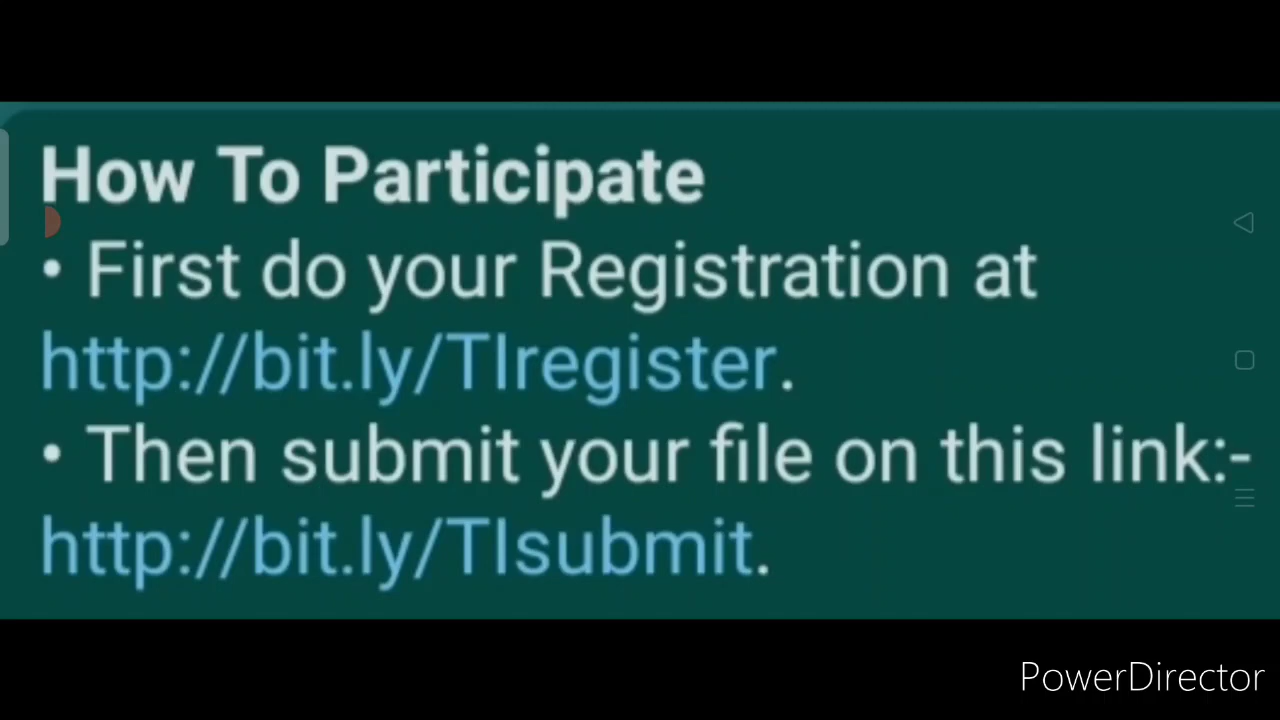 How To Participate
• First do your Registration at
http://bit.ly/TIregister.
• Then submit your file on this link:-
http://bit.ly/TIsubmit.
PowerDirector